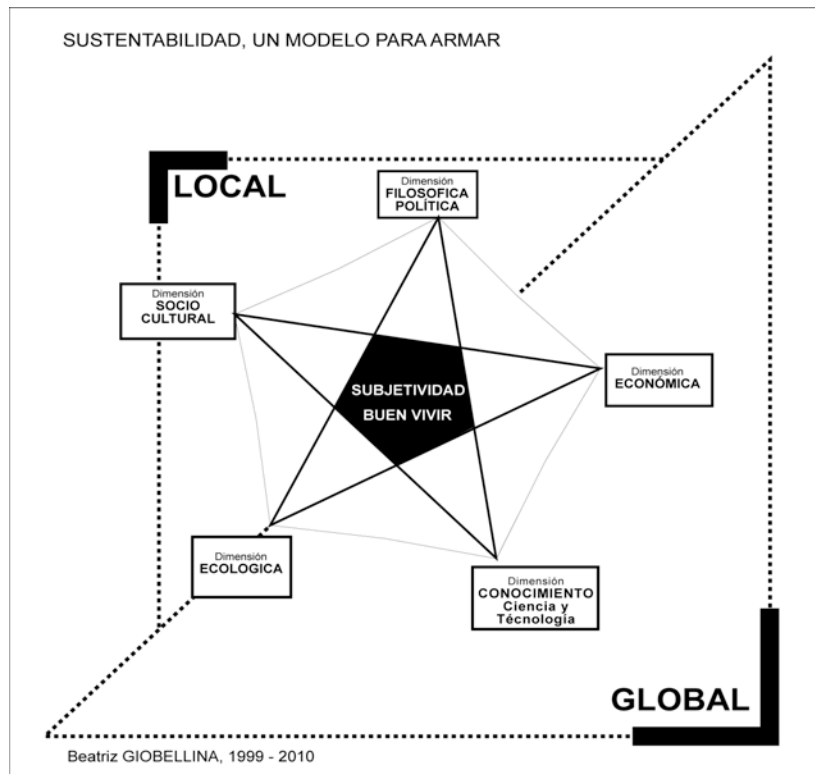 SUSTENTABILIDAD, UN MODELO PARA ARMAR
LOCAL
Dimensión
FILOSOFICA
POLÍTICA
Dimensión
SOCIO
CULTURAL
Dimensión
ECONÓMICA
SUBJETIVIDAD
BUEN VIVIR
Dimensión
ECOLOGICA
Dimensión
CONOCIMIENTO
Ciencia y
Técnología
GLOBAL
Beatriz GIOBELLINA, 1999 - 2010